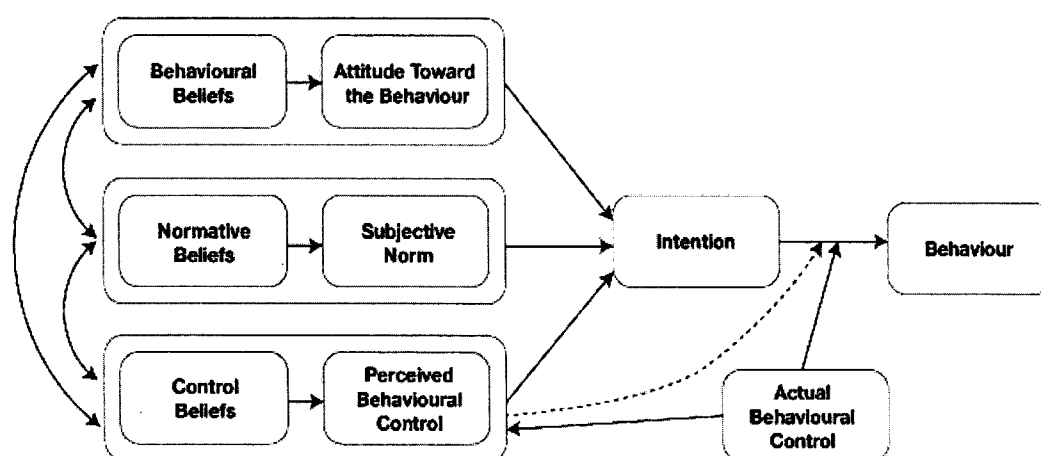 Behavioural
Beliefs
Attitude Toward
the Behaviour
Normative
Beliefs
Subjective
Norm
Intention
Behaviour
Control
Beliefs
Perceived
Behavioural
Control
Actual
Behavioural
Control